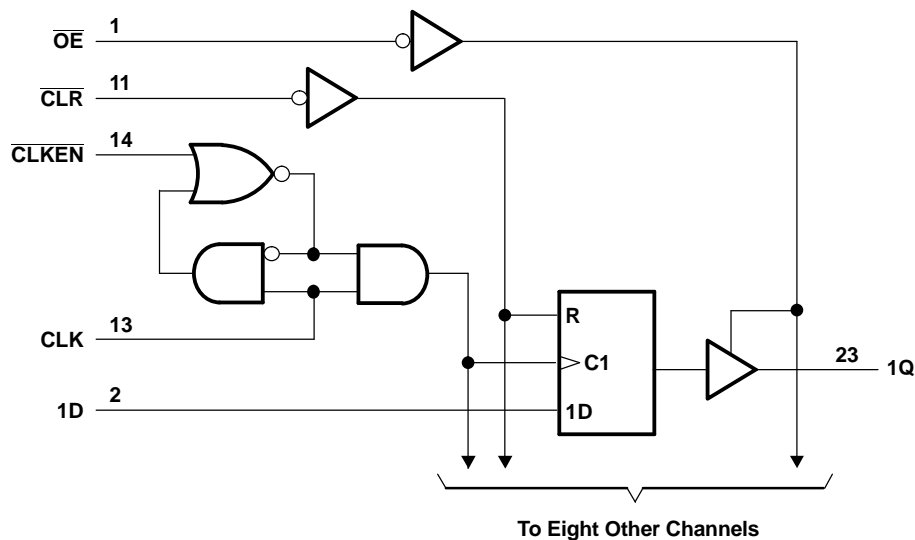 OE 1
CLR 11
CLKEN 14
CLK 13
1D 2
R
C1
1D
23 1Q
To Eight Other Channels